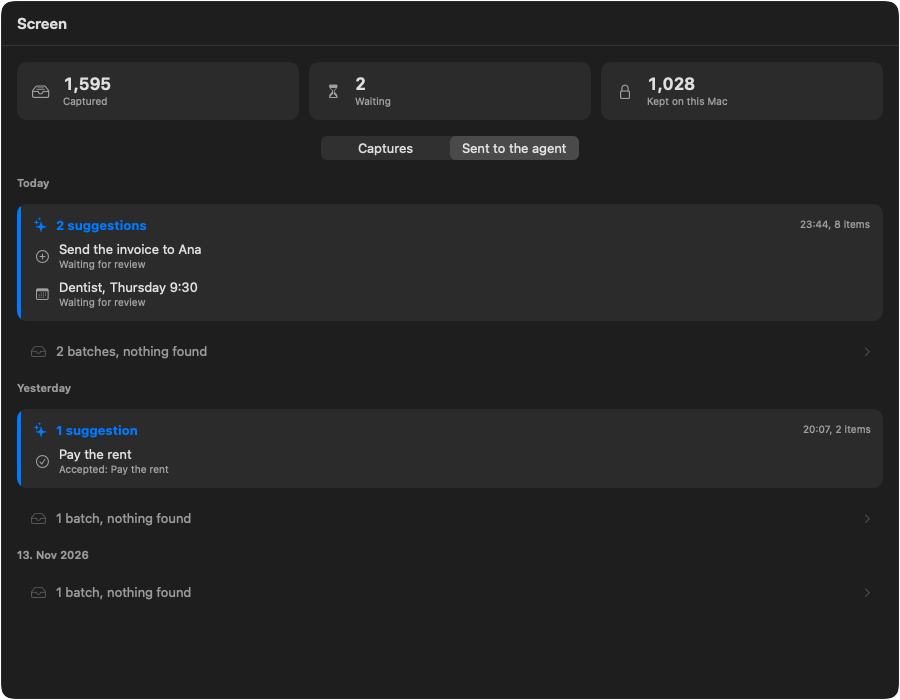 Screen
1,595
Captured
2
Waiting
1,028
Kept on this Mac
Captures
Sent to the agent
Today
2 suggestions
23:44, 8 items
Send the invoice to Ana
Waiting for review
Dentist, Thursday 9:30
Waiting for review
2 batches, nothing found
Yesterday
1 suggestion
20:07, 2 items
Pay the rent
Accepted: Pay the rent
1 batch, nothing found
13. Nov 2026
1 batch, nothing found